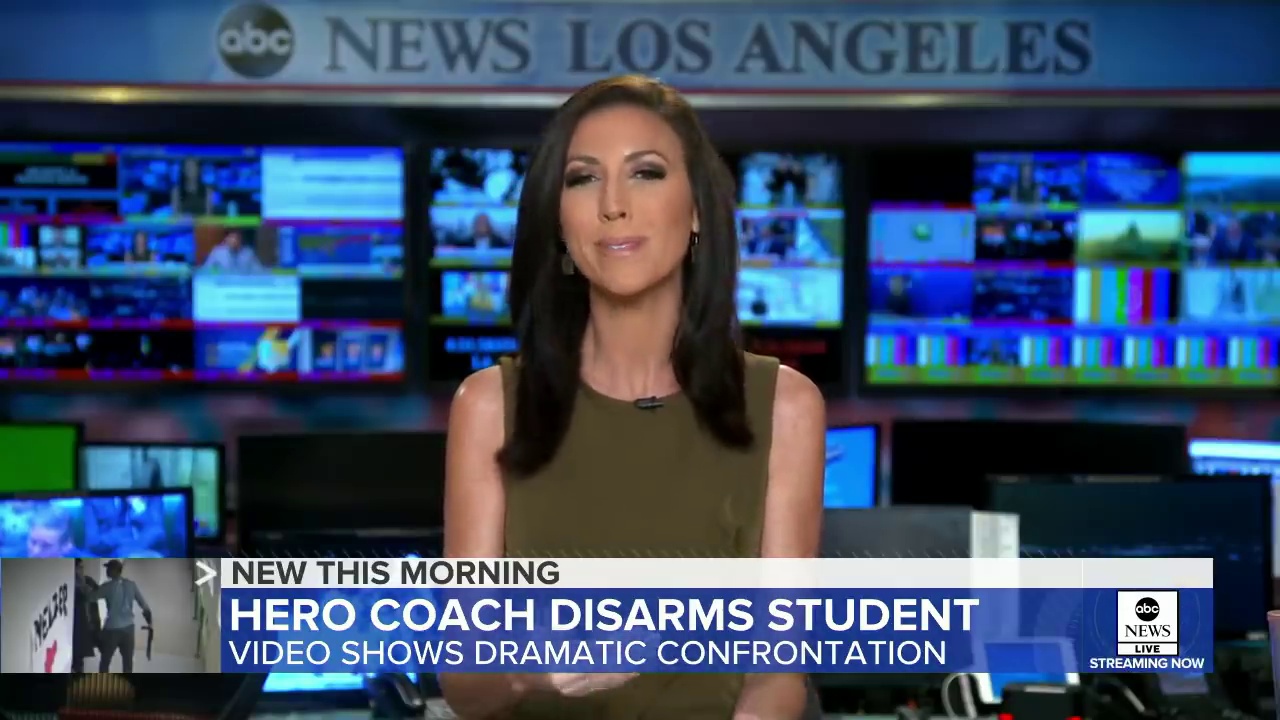 abc NEWS LOS ANGELES
> NEW THIS MORNING
HERO COACH DISARMS STUDENT
VIDEO SHOWS DRAMATIC CONFRONTATION
abc
NEWS
LIVE
STREAMING NOW